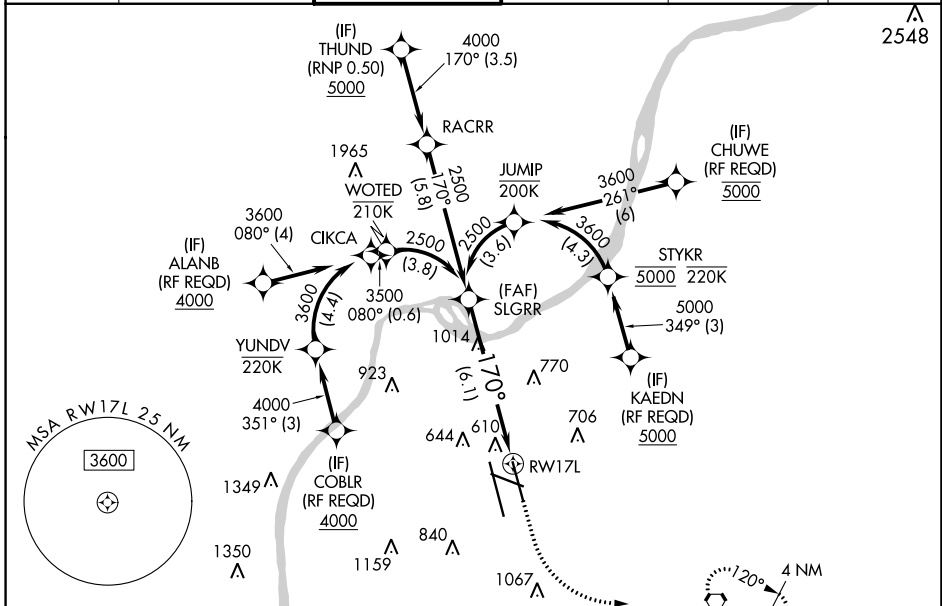 2548
(IF)
THUND
(RNP 0.50)
5000
4000
170° (3.5)
RACRR
1965
WOTED
210K
2500
170°
(5.8)
JUMIP
200K
(IF)
CHUWE
(RF REQD)
5000
3600
261°
(6)
3600
080° (4)
CIKCA
2500
(3.8)
2500
(3.6)
3600
(4.3)
STYKR
5000 220K
(IF)
ALANB
(RF REQD)
4000
3500
080° (0.6)
(FAF)
SLGRR
5000
349° (3)
3600
(4.4)
YUNDV
220K
1014
170°
(6.1)
923
770
(IF)
KAEDN
(RF REQD)
5000
4000
351° (3)
706
644
610
RW17L
MSA RW17L 25 NM
3600
(IF)
COBLR
(RF REQD)
4000
1349
1350
1159
840
1067
120°
4 NM